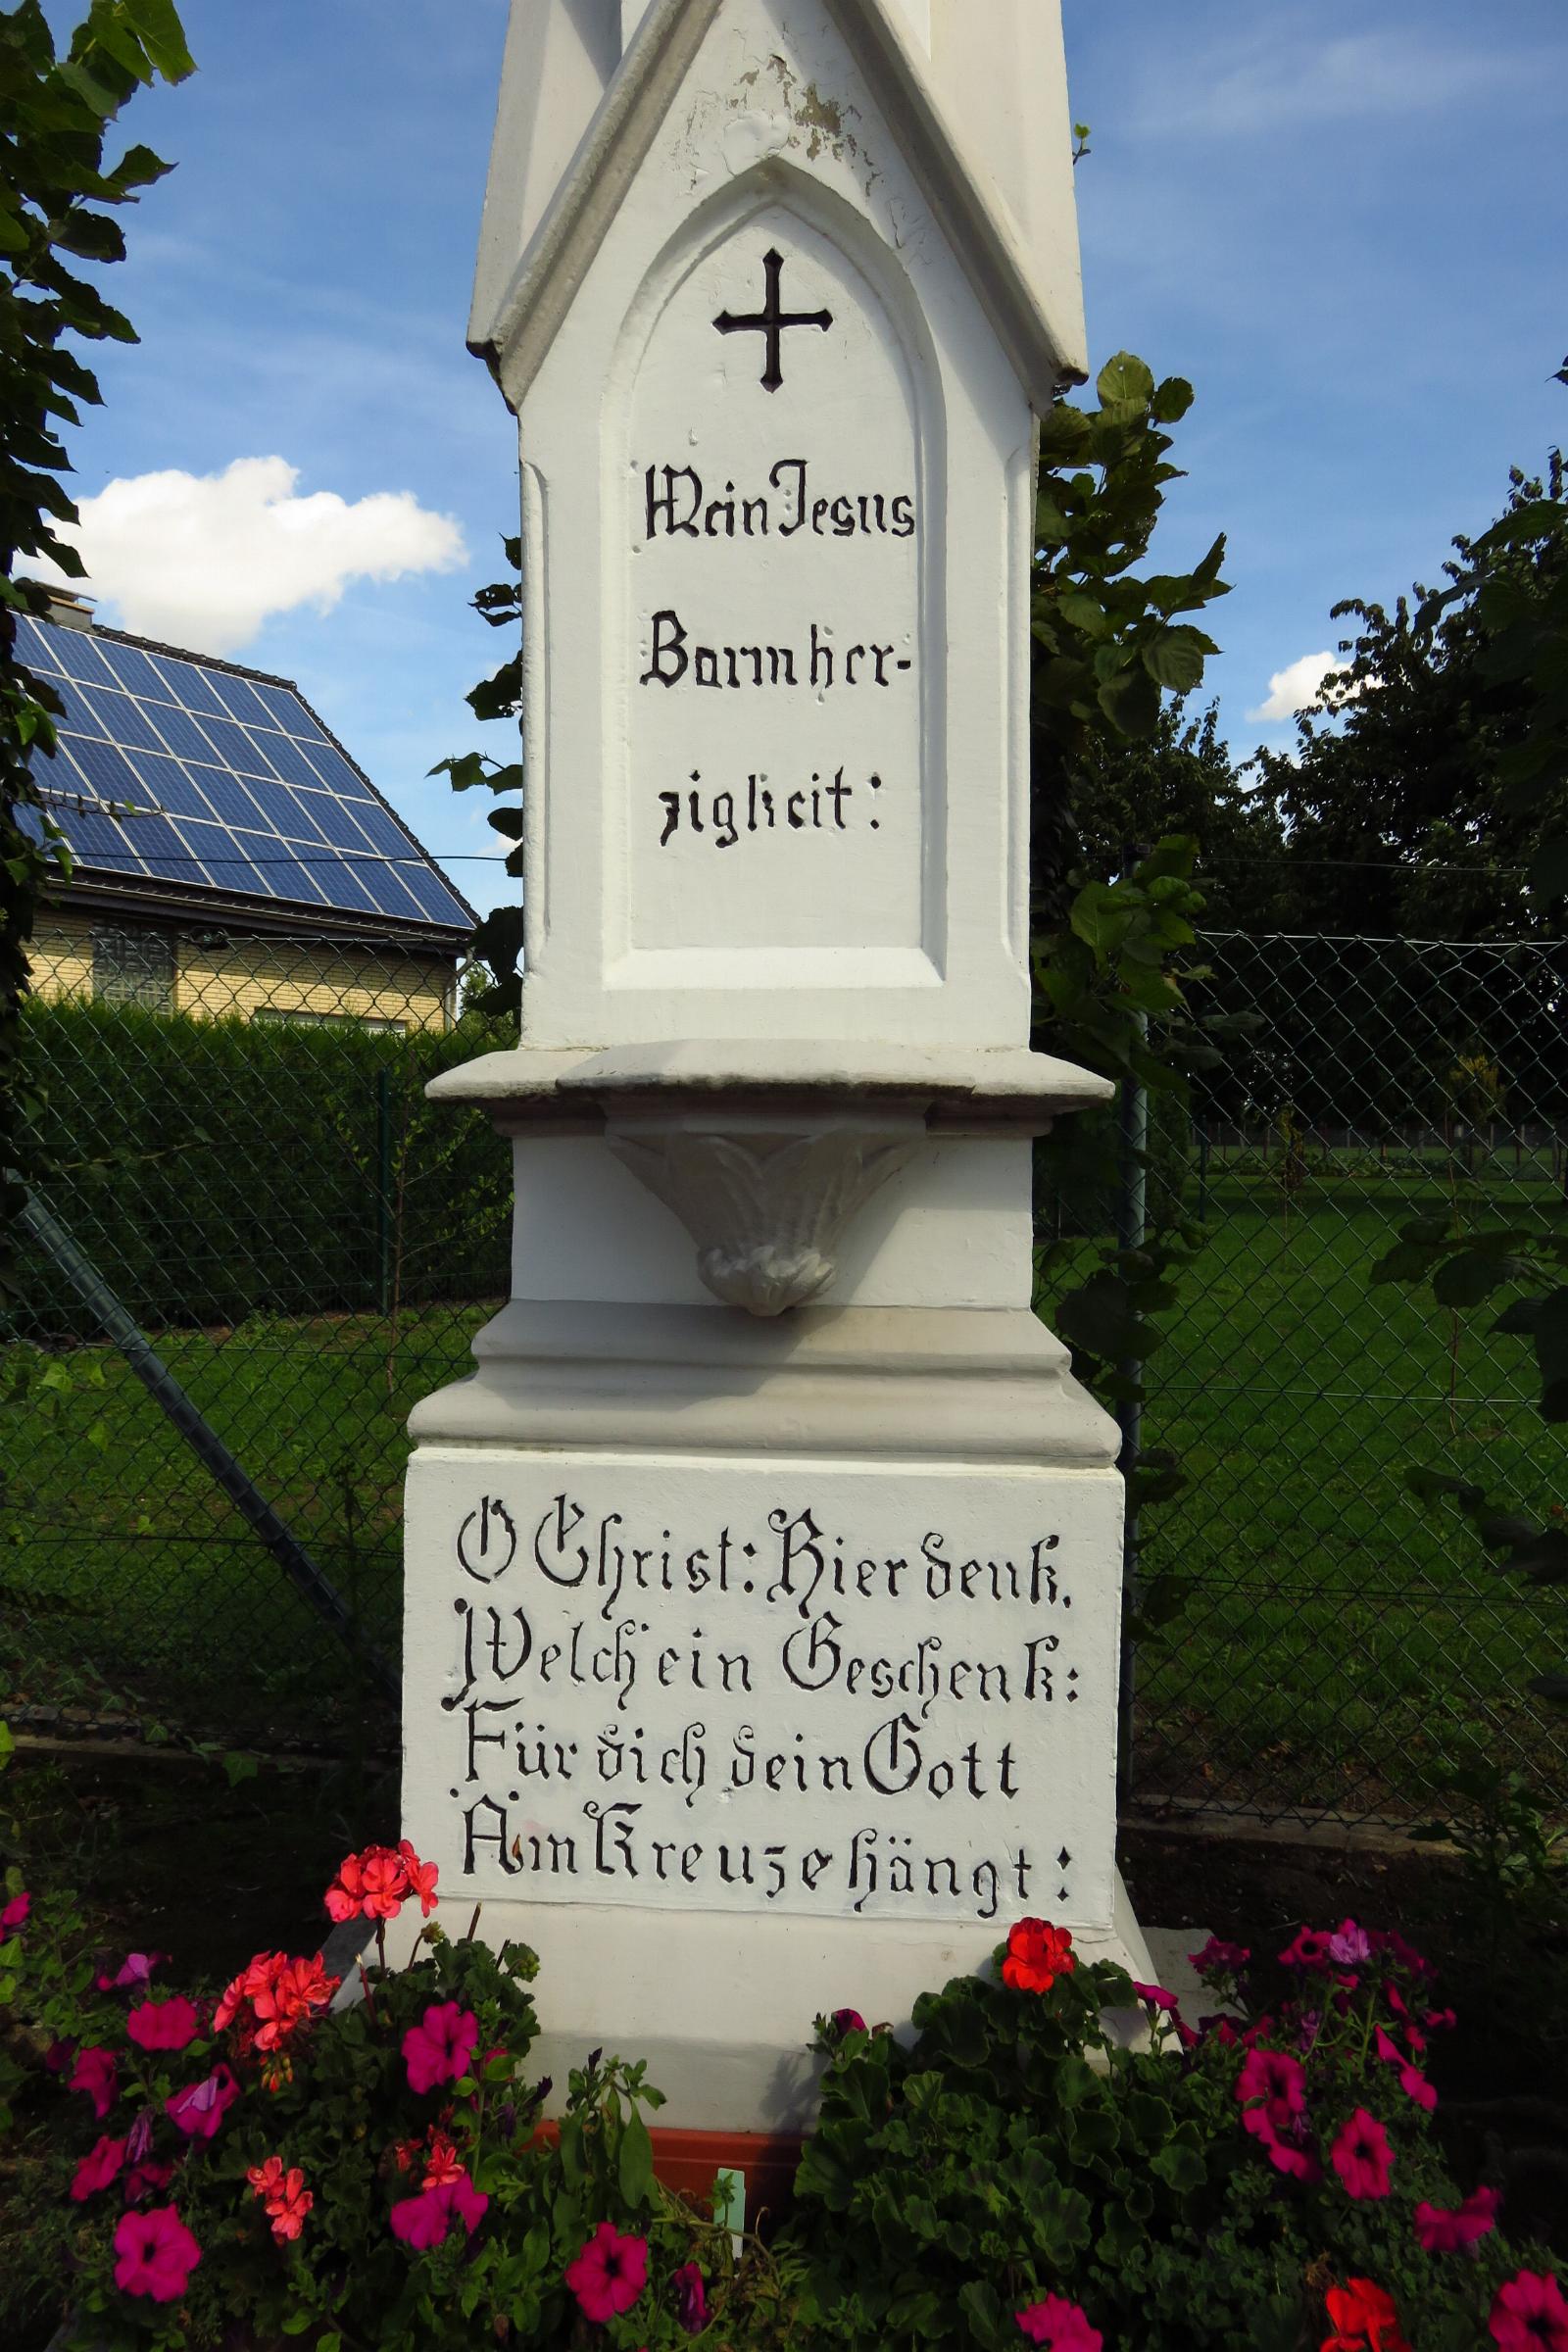 Mein Jesus
Barmher-
zigkeit:
O Christ: Hier denk.
Welch' ein Geschenk:
Für dich dein Gott
Am Kreuze hängt: